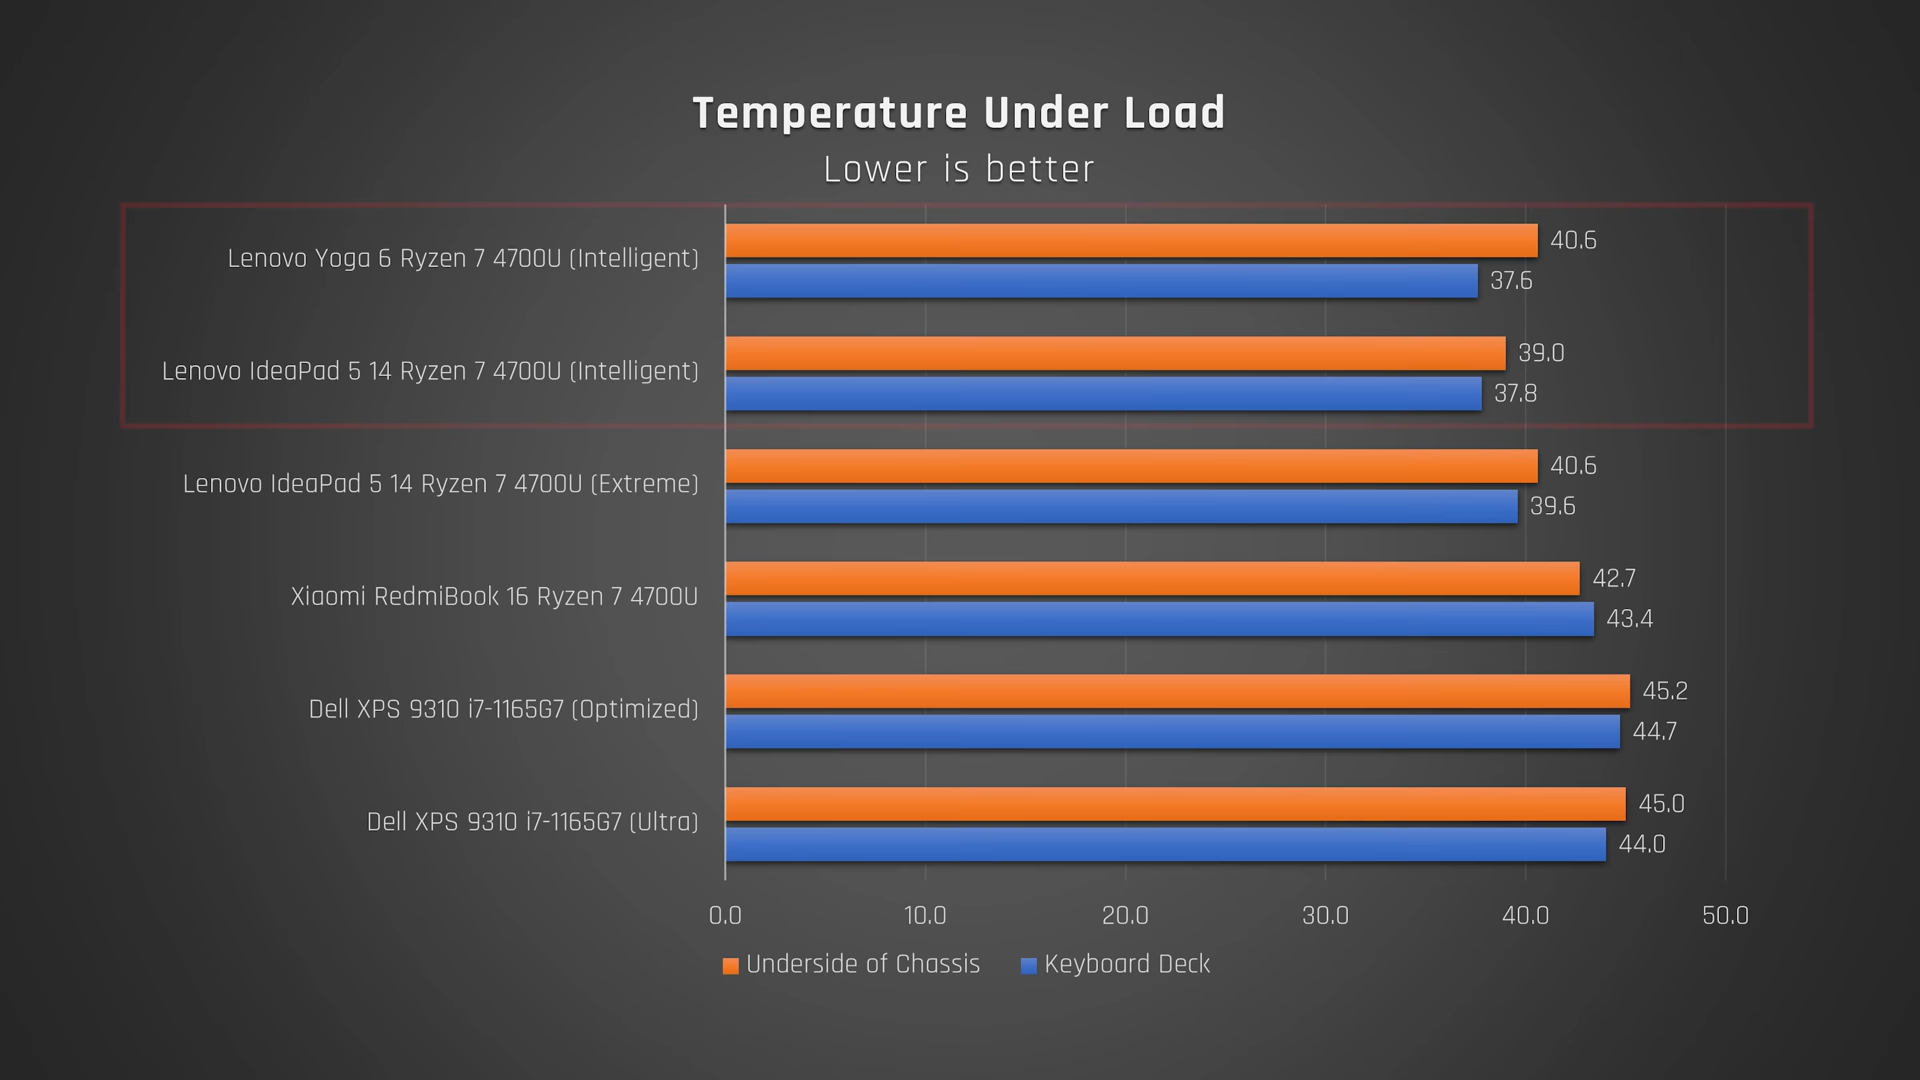 Temperature Under Load
Lower is better
Lenovo Yoga 6 Ryzen 7 4700U (Intelligent)
40.6
37.6
Lenovo IdeaPad 5 14 Ryzen 7 4700U (Intelligent)
39.0
37.8
Lenovo IdeaPad 5 14 Ryzen 7 4700U (Extreme)
40.6
39.6
Xiaomi RedmiBook 16 Ryzen 7 4700U
42.7
43.4
Dell XPS 9310 i7-1165G7 (Optimized)
45.2
44.7
Dell XPS 9310 i7-1165G7 (Ultra)
45.0
44.0
0.0 10.0 20.0 30.0 40.0 50.0
Underside of Chassis Keyboard Deck